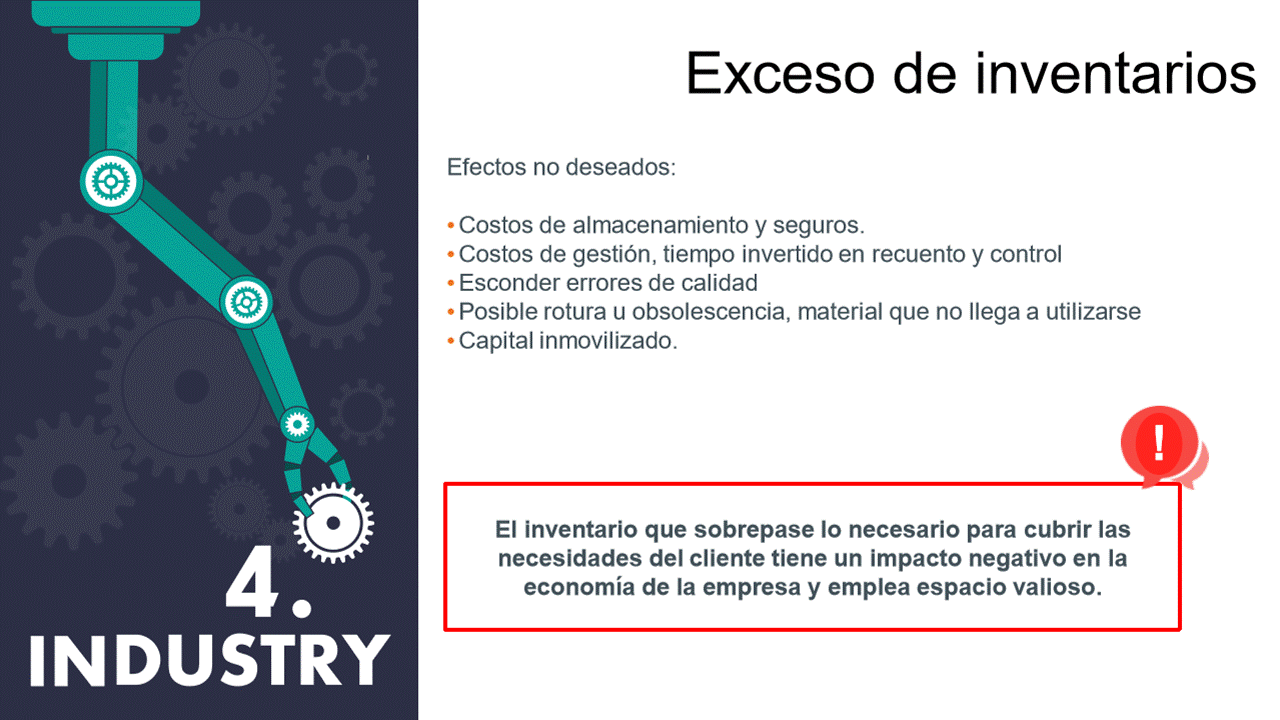 Exceso de inventarios
Efectos no deseados:
• Costos de almacenamiento y seguros.
• Costos de gestión, tiempo invertido en recuento y control
• Esconder errores de calidad
• Posible rotura u obsolescencia, material que no llega a utilizarse
• Capital inmovilizado.
!
El inventario que sobrepase lo necesario para cubrir las
necesidades del cliente tiene un impacto negativo en la
economía de la empresa y emplea espacio valioso.
4.
INDUSTRY